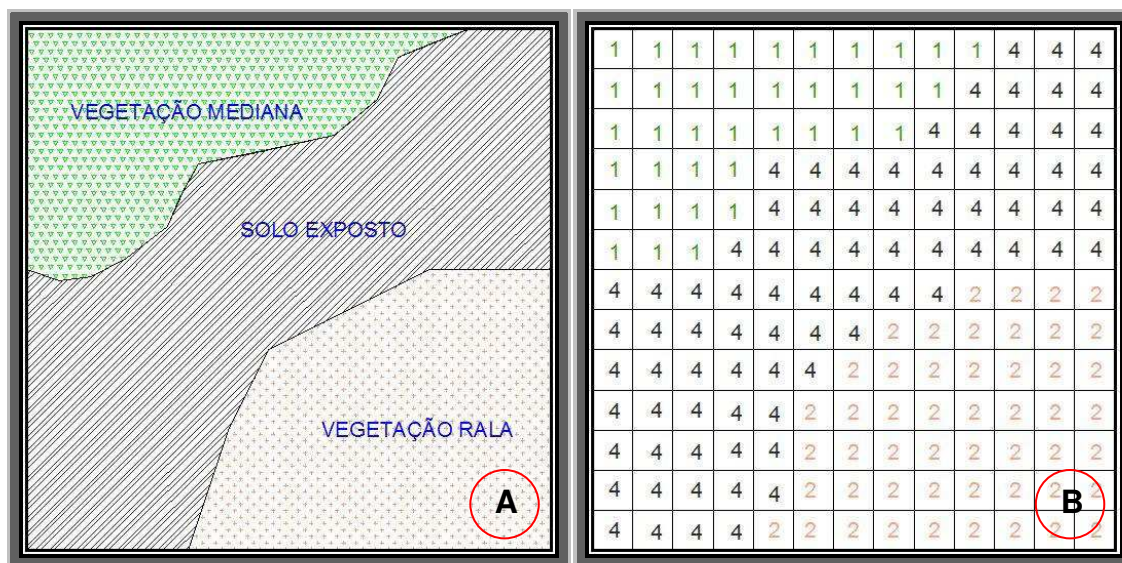 VEGETAÇÃO MEDIANA
SOLO EXPOSTO
VEGETAÇÃO RALA
A
1 1 1 1 1 1 1 1 1 1 4 4 4
1 1 1 1 1 1 1 1 1 4 4 4 4
1 1 1 1 1 1 1 1 4 4 4 4 4
1 1 1 1 4 4 4 4 4 4 4 4 4
1 1 1 1 4 4 4 4 4 4 4 4 4
1 1 1 4 4 4 4 4 4 4 4 4 4
4 4 4 4 4 4 4 4 4 2 2 2 2
4 4 4 4 4 4 4 2 2 2 2 2 2
4 4 4 4 4 4 2 2 2 2 2 2 2
4 4 4 4 4 2 2 2 2 2 2 2 2
4 4 4 4 4 2 2 2 2 2 2 2 2
4 4 4 4 4 2 2 2 2 2 2 2 2
B
4 4 4 4 2 2 2 2 2 2 2 2 2